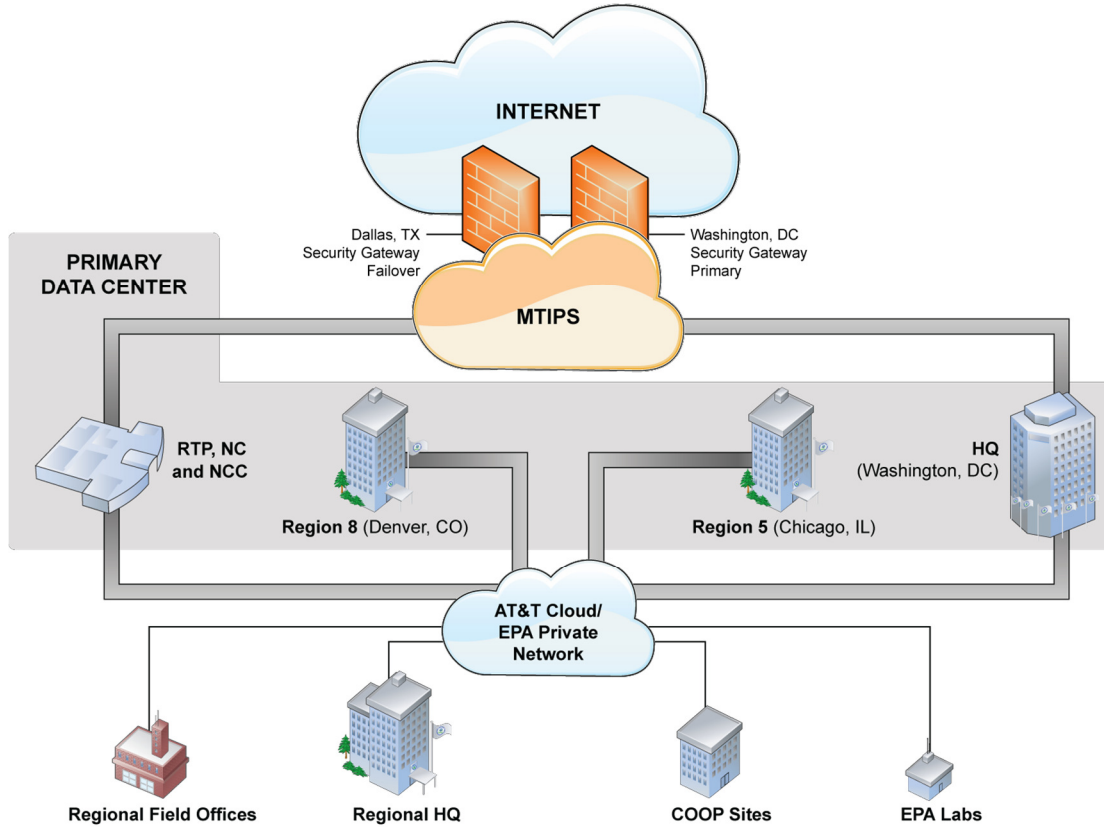 INTERNET
Dallas, TX
Security Gateway
Failover
Washington, DC
Security Gateway
Primary
PRIMARY
DATA CENTER
MTIPS
RTP, NC
and NCC
Region 8 (Denver, CO)
Region 5 (Chicago, IL)
HQ
(Washington, DC)
AT&T Cloud/
EPA Private
Network
Regional Field Offices
Regional HQ
COOP Sites
EPA Labs